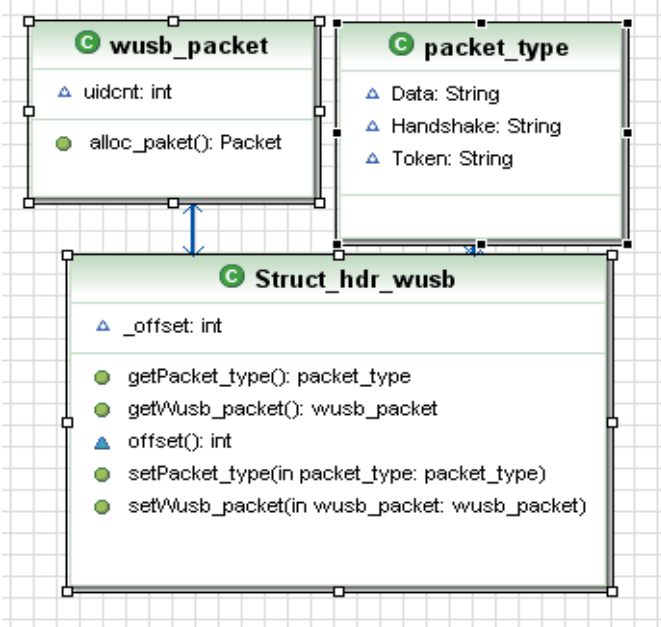 C wusb_packet
uidcnt: int
alloc_paket(): Packet
C packet_type
Data: String
Handshake: String
Token: String
C Struct_hdr_wusb
_offset: int
getPacket_type(): packet_type
getWusb_packet(): wusb_packet
offset(): int
setPacket_type(in packet_type: packet_type)
setWusb_packet(in wusb_packet: wusb_packet)